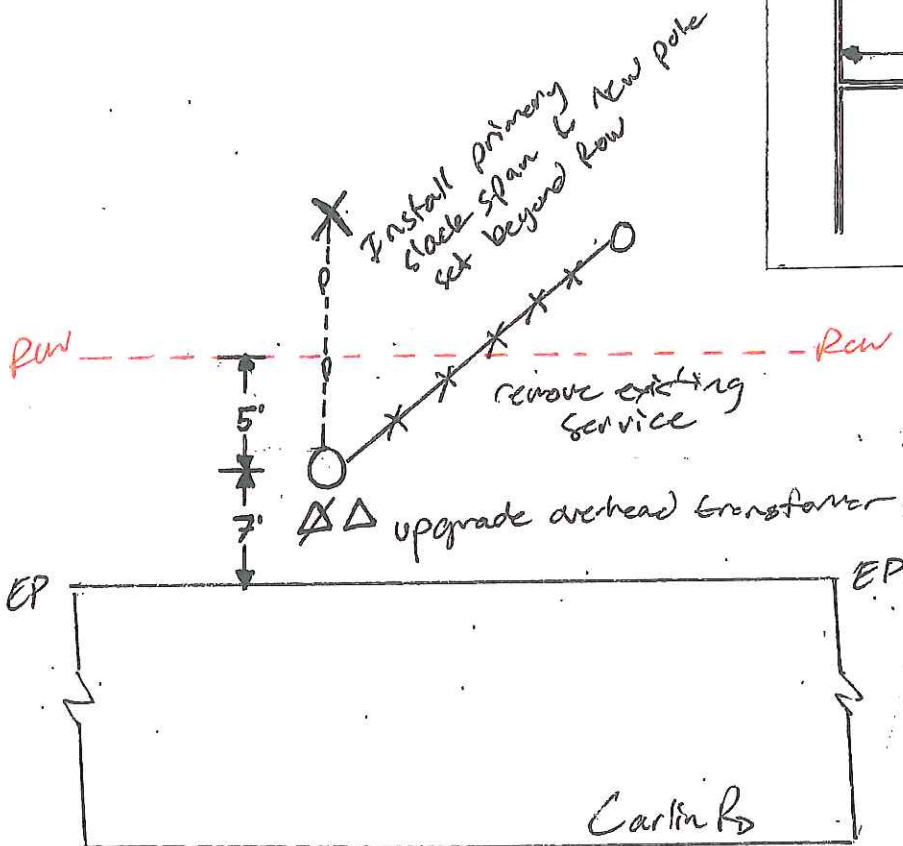 Install primary
slack span & new pole
set beyond Row
P
P
Row
Row
5'
remove existing
service
7'
upgrade overhead transformer
EP
EP
Carlin RD